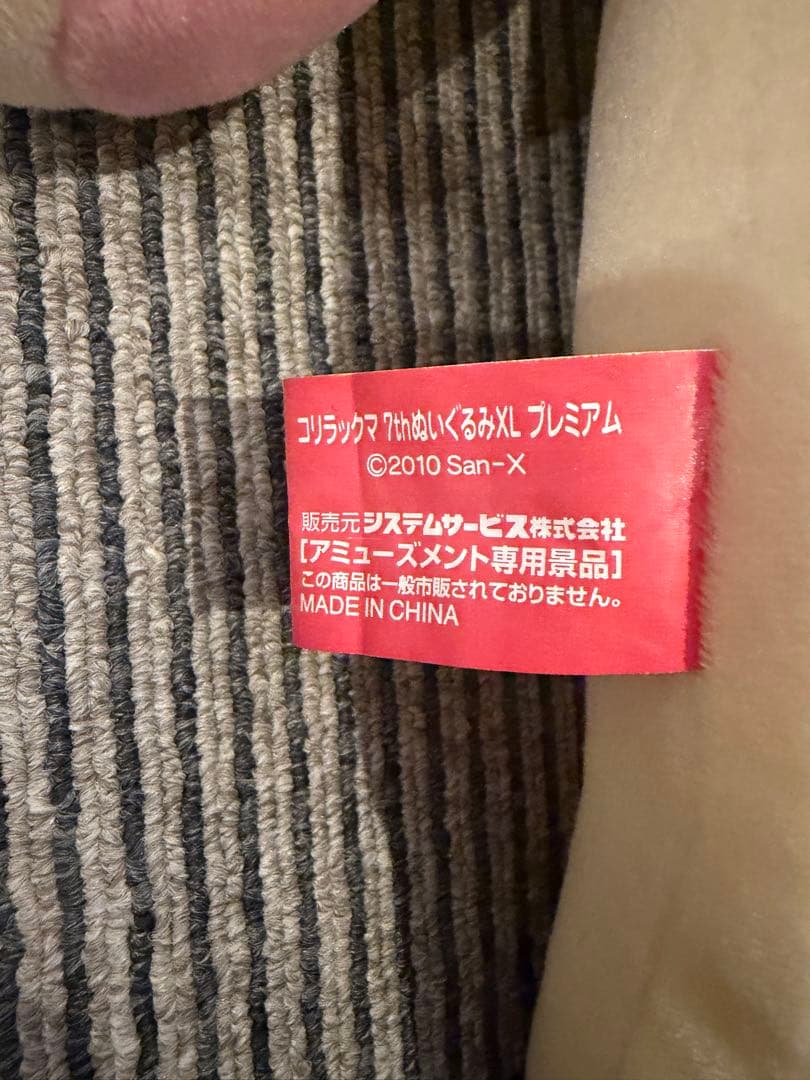 コリラックマ 7thぬいぐるみXL プレミアム
©2010 San-X
販売元システムサービス株式会社
[アミューズメント専用景品]
この商品は一般市販されておりません。
MADE IN CHINA